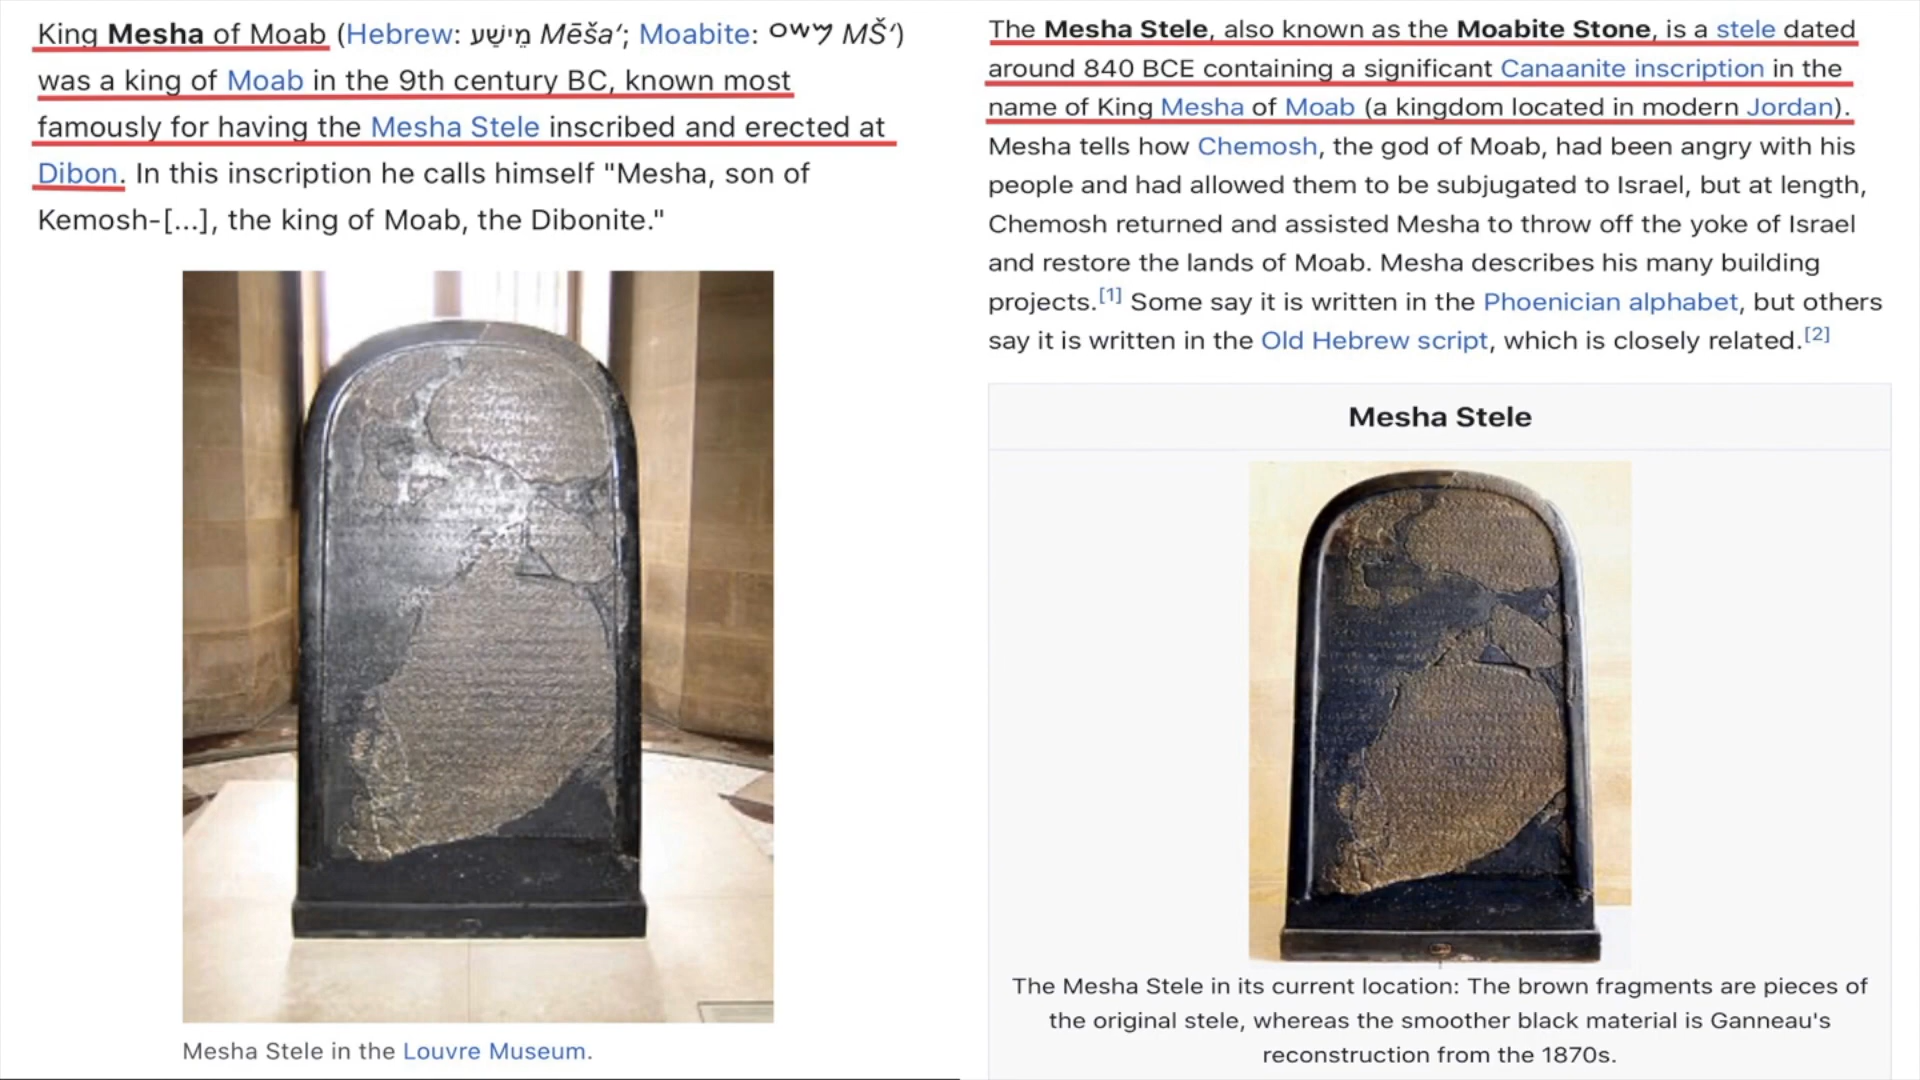 King Mesha of Moab (Hebrew: מֵישַׁע Mēšaʿ; Moabite: 𐤌𐤔𐤏 MŠʿ)
was a king of Moab in the 9th century BC, known most
famously for having the Mesha Stele inscribed and erected at
Dibon. In this inscription he calls himself "Mesha, son of
Kemosh-[...], the king of Moab, the Dibonite."
Mesha Stele in the Louvre Museum.
The Mesha Stele, also known as the Moabite Stone, is a stele dated
around 840 BCE containing a significant Canaanite inscription in the
name of King Mesha of Moab (a kingdom located in modern Jordan).
Mesha tells how Chemosh, the god of Moab, had been angry with his
people and had allowed them to be subjugated to Israel, but at length,
Chemosh returned and assisted Mesha to throw off the yoke of Israel
and restore the lands of Moab. Mesha describes his many building
projects.[1] Some say it is written in the Phoenician alphabet, but others
say it is written in the Old Hebrew script, which is closely related.[2]
Mesha Stele
The Mesha Stele in its current location: The brown fragments are pieces of
the original stele, whereas the smoother black material is Ganneau's
reconstruction from the 1870s.